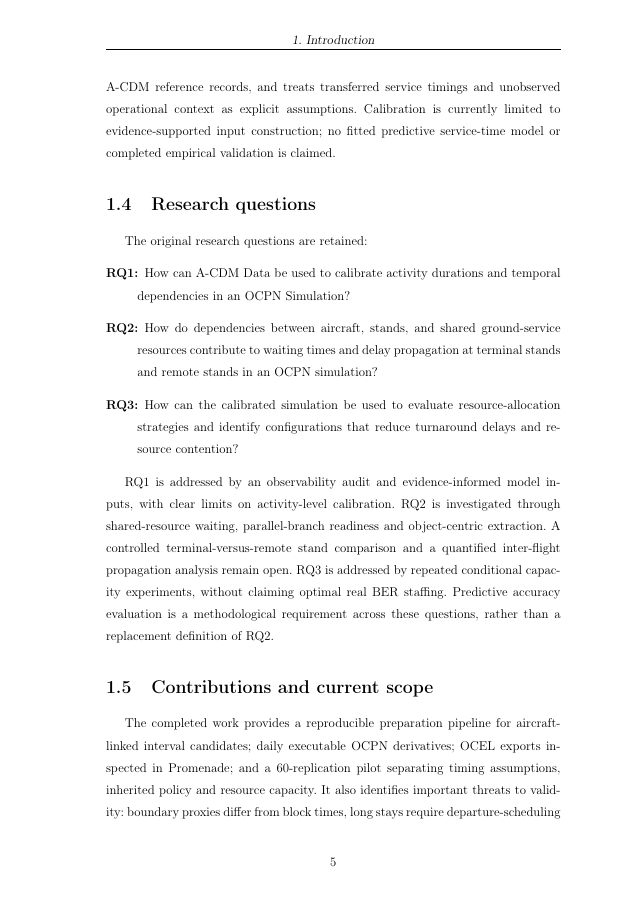 1. Introduction
A-CDM reference records, and treats transferred service timings and unobserved
operational context as explicit assumptions. Calibration is currently limited to
evidence-supported input construction; no fitted predictive service-time model or
completed empirical validation is claimed.
1.4 Research questions
The original research questions are retained:
RQ1: How can A-CDM Data be used to calibrate activity durations and temporal
dependencies in an OCPN Simulation?
RQ2: How do dependencies between aircraft, stands, and shared ground-service
resources contribute to waiting times and delay propagation at terminal stands
and remote stands in an OCPN simulation?
RQ3: How can the calibrated simulation be used to evaluate resource-allocation
strategies and identify configurations that reduce turnaround delays and re-
source contention?
RQ1 is addressed by an observability audit and evidence-informed model in-
puts, with clear limits on activity-level calibration. RQ2 is investigated through
shared-resource waiting, parallel-branch readiness and object-centric extraction. A
controlled terminal-versus-remote stand comparison and a quantified inter-flight
propagation analysis remain open. RQ3 is addressed by repeated conditional capac-
ity experiments, without claiming optimal real BER staffing. Predictive accuracy
evaluation is a methodological requirement across these questions, rather than a
replacement definition of RQ2.
1.5 Contributions and current scope
The completed work provides a reproducible preparation pipeline for aircraft-
linked interval candidates; daily executable OCPN derivatives; OCEL exports in-
spected in Promenade; and a 60-replication pilot separating timing assumptions,
inherited policy and resource capacity. It also identifies important threats to valid-
ity: boundary proxies differ from block times, long stays require departure-scheduling
5